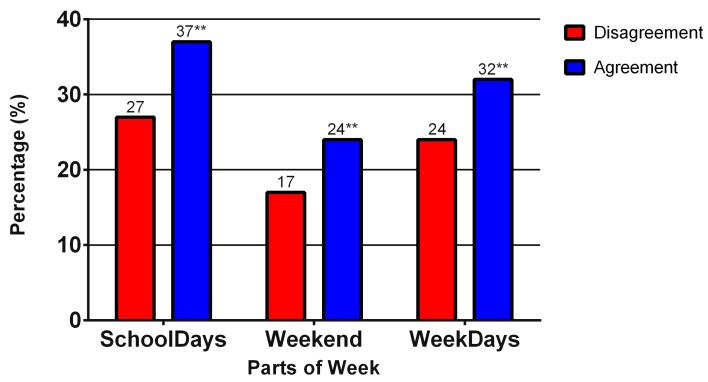 40
30
20
10
0
Percentage (%)
27
37**
17
24**
24
32**
SchoolDays
Weekend
WeekDays
Parts of Week
Disagreement
Agreement